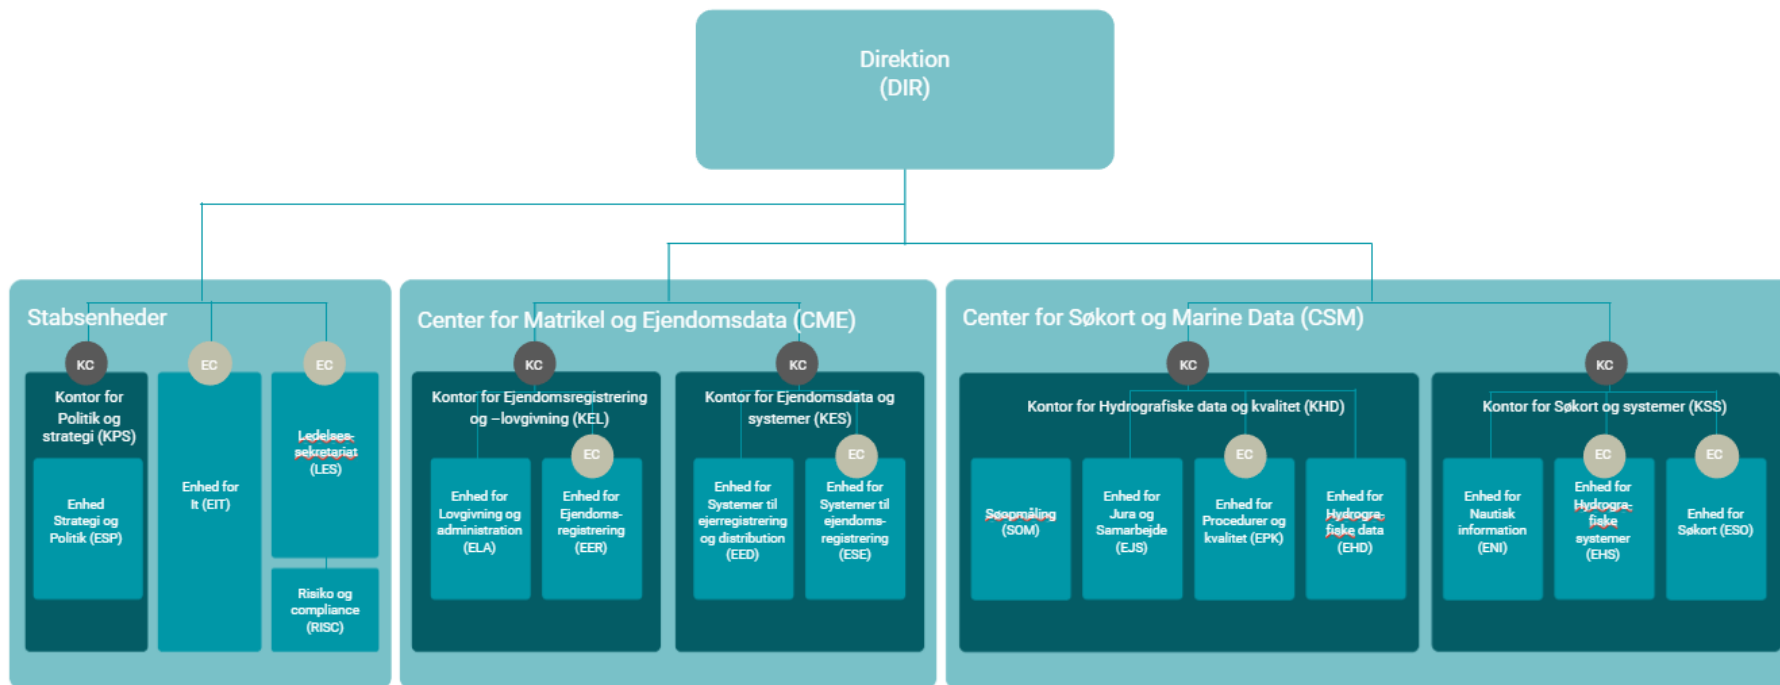 Direktion
(DIR)
Stabsenheder
KC
Kontor for
Politik og
strategi (KPS)
Enhed
Strategi og
Politik (ESP)
EC
Enhed for
It (EIT)
EC
Ledelses-
sekretariat
(LES)
Risiko og
compliance
(RISC)
Center for Matrikel og Ejendomsdata (CME)
KC
Kontor for Ejendomsregistrering
og –lovgivning (KEL)
Enhed for
Lovgivning og
administration
(ELA)
EC
Enhed for
Ejendoms-
registrering
(EER)
KC
Kontor for Ejendomsdata og
systemer (KES)
Enhed for
Systemer til
ejerregistrering
og distribution
(EED)
EC
Enhed for
Systemer til
ejendoms-
registrering
(ESE)
Center for Søkort og Marine Data (CSM)
KC
Kontor for Hydrografiske data og kvalitet (KHD)
Søopmåling
(SOM)
Enhed for
Jura og
Samarbejde
(EJS)
EC
Enhed for
Procedurer og
kvalitet (EPK)
Enhed for
Hydrogra-
fiske data
(EHD)
KC
Kontor for Søkort og systemer (KSS)
Enhed for
Nautisk
information
(ENI)
EC
Enhed for
Hydrogra-
fiske
systemer
(EHS)
EC
Enhed for
Søkort (ESO)